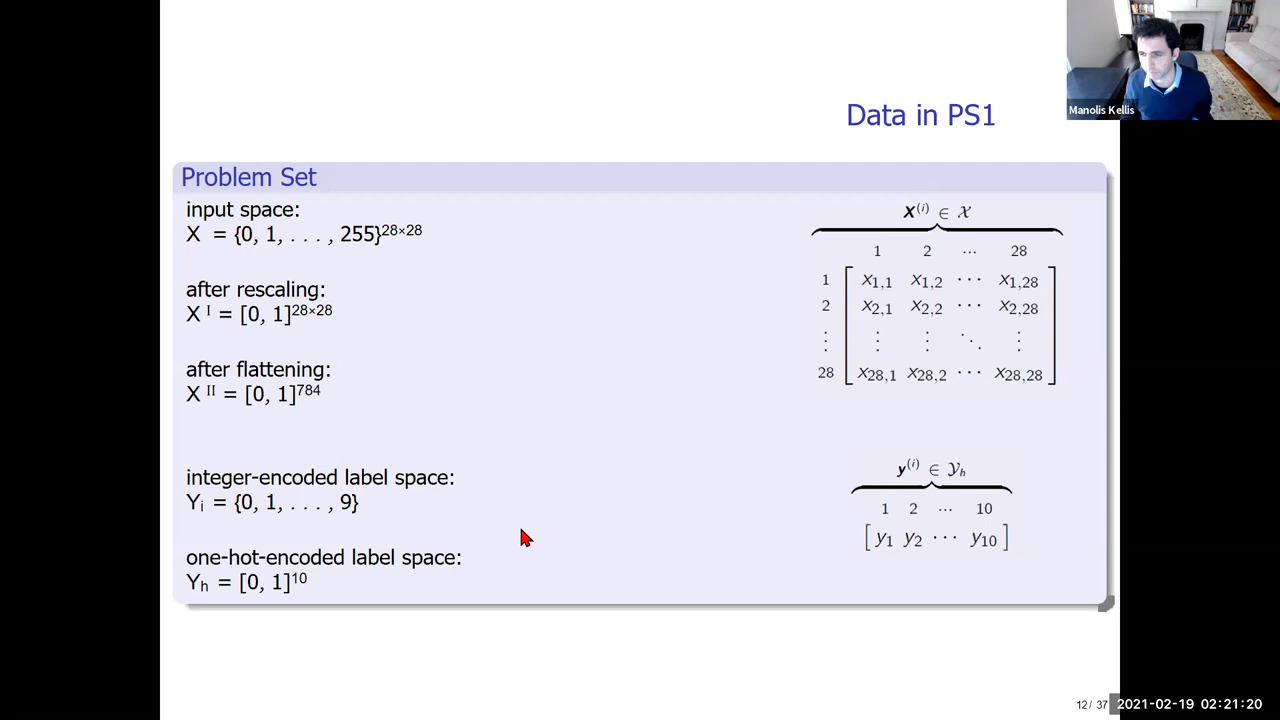 Manolis Kellis
Data in PS1
Problem Set
input space:
X = {0, 1, . . . , 255}²⁸ˣ²⁸
after rescaling:
X ᴵ = [0, 1]²⁸ˣ²⁸
after flattening:
X ᴵᴵ = [0, 1]⁷⁸⁴
integer-encoded label space:
Yᵢ = {0, 1, . . . , 9}
one-hot-encoded label space:
Yₕ = [0, 1]¹⁰
X⁽ⁱ⁾ ∈ 𝒳
1 2 ⋯ 28
1 [ x₁,₁ x₁,₂ ⋯ x₁,₂₈ ]
2 [ x₂,₁ x₂,₂ ⋯ x₂,₂₈ ]
⋮ ⋮ ⋮ ⋱ ⋮
28 [ x₂₈,₁ x₂₈,₂ ⋯ x₂₈,₂₈ ]
y⁽ⁱ⁾ ∈ 𝒴ₕ
1 2 ⋯ 10
[ y₁ y₂ ⋯ y₁₀ ]
12 / 37
2021-02-19 02:21:20